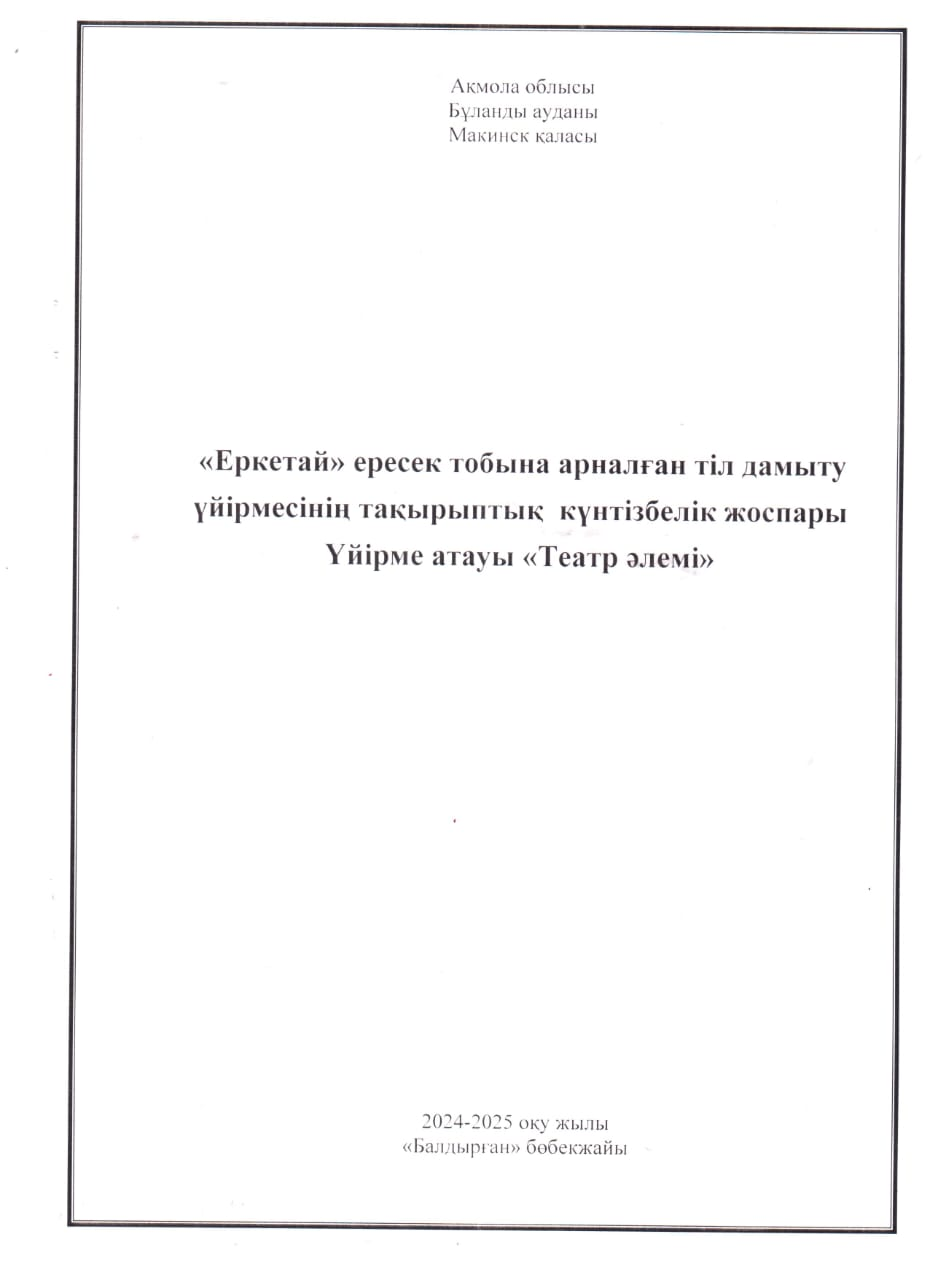 Ақмола облысы
Бұланды ауданы
Макинск қаласы
«Еркетай» ересек тобына арналған тіл дамыту
үйірмесінің тақырыптық күнтізбелік жоспары
Үйірме атауы «Театр әлемі»
2024-2025 оқу жылы
«Балдырған» бөбекжайы